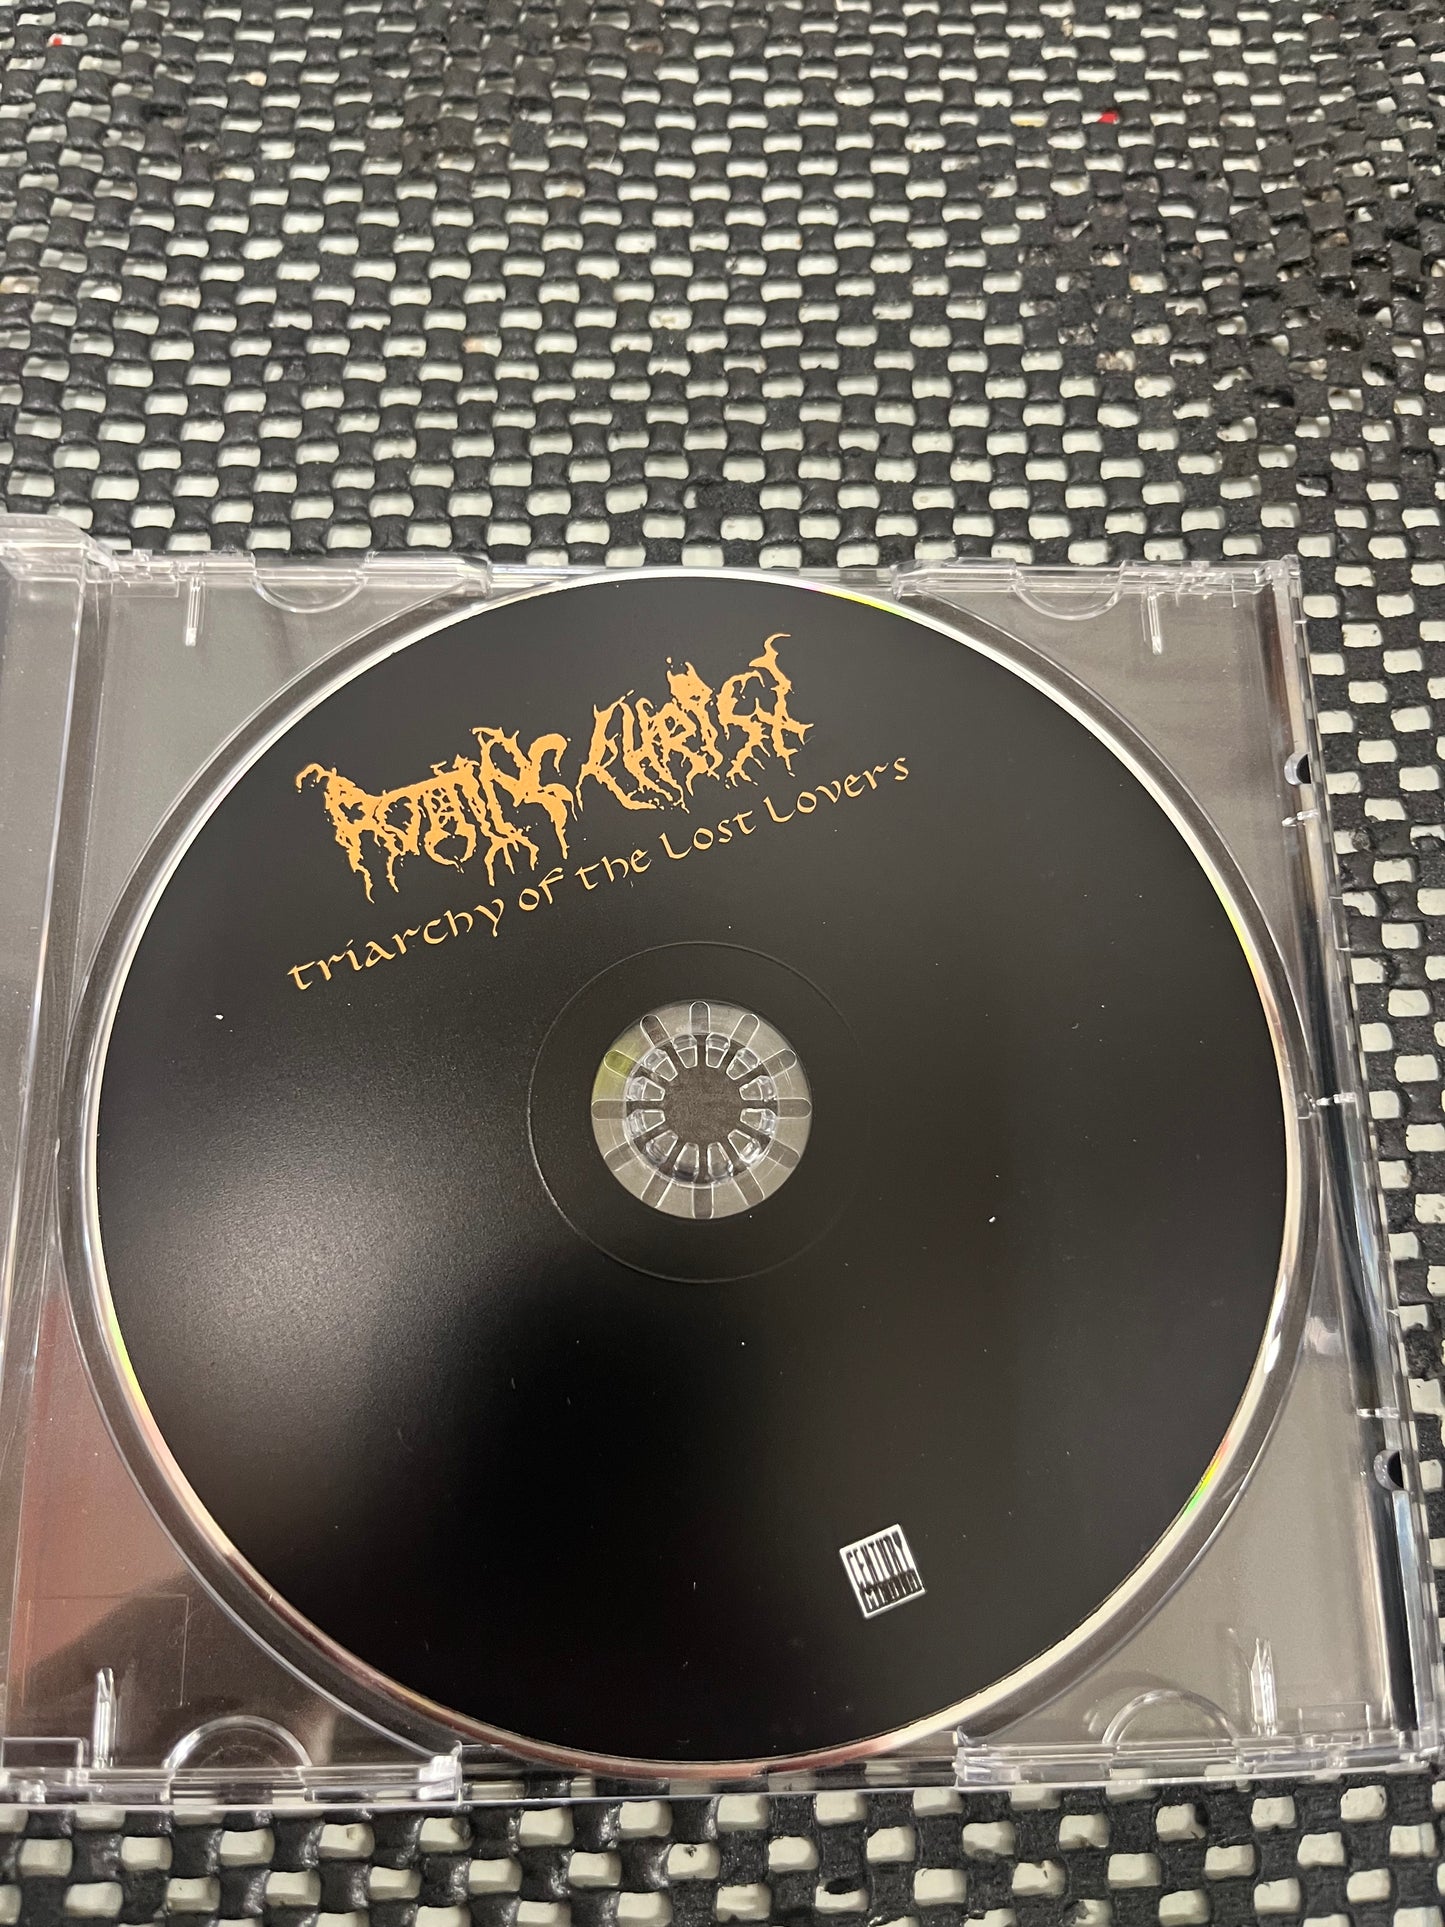 Rotting Christ
triarchy of the Lost Lovers
CENTURY
MEDIA